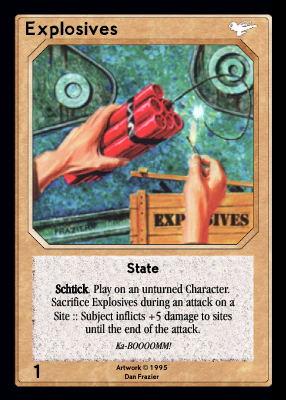 Explosives
FRAZIER
EXPLOSIVES
State
Schtick. Play on an unturned Character.
Sacrifice Explosives during an attack on a
Site :: Subject inflicts +5 damage to sites
until the end of the attack.
Ka-BOOOOMM!
1
Artwork © 1995
Dan Frazier